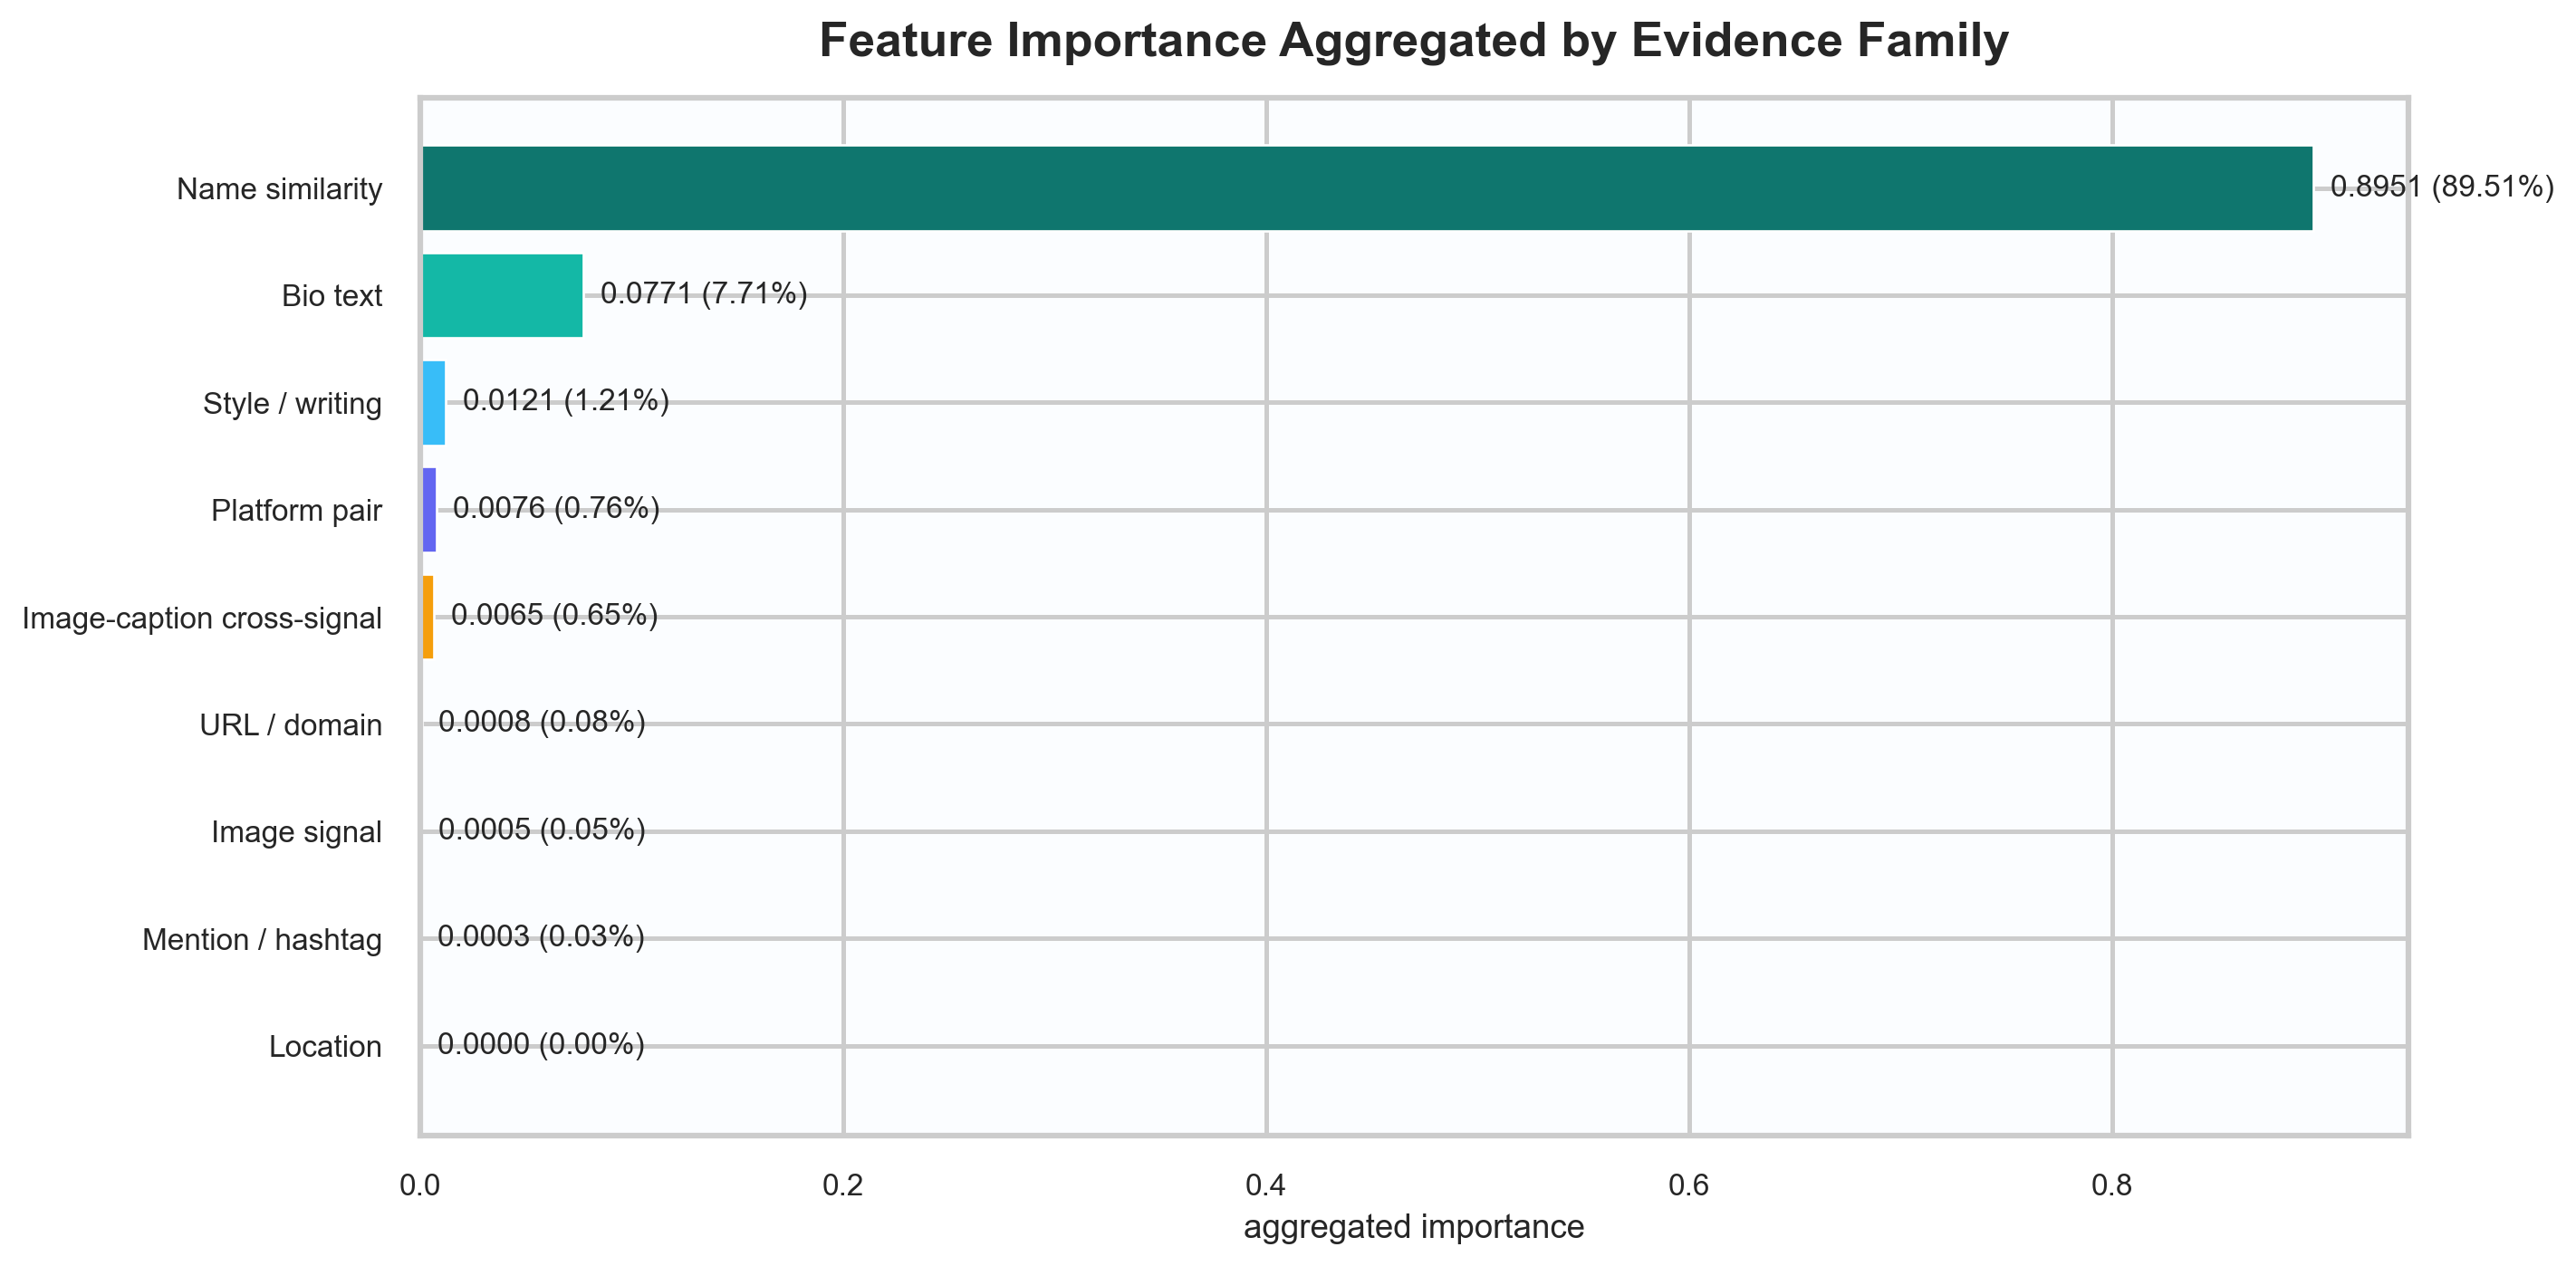 Feature Importance Aggregated by Evidence Family
Name similarity 0.8951 (89.51%)
Bio text 0.0771 (7.71%)
Style / writing 0.0121 (1.21%)
Platform pair 0.0076 (0.76%)
Image-caption cross-signal 0.0065 (0.65%)
URL / domain 0.0008 (0.08%)
Image signal 0.0005 (0.05%)
Mention / hashtag 0.0003 (0.03%)
Location 0.0000 (0.00%)
0.0 0.2 0.4 0.6 0.8
aggregated importance